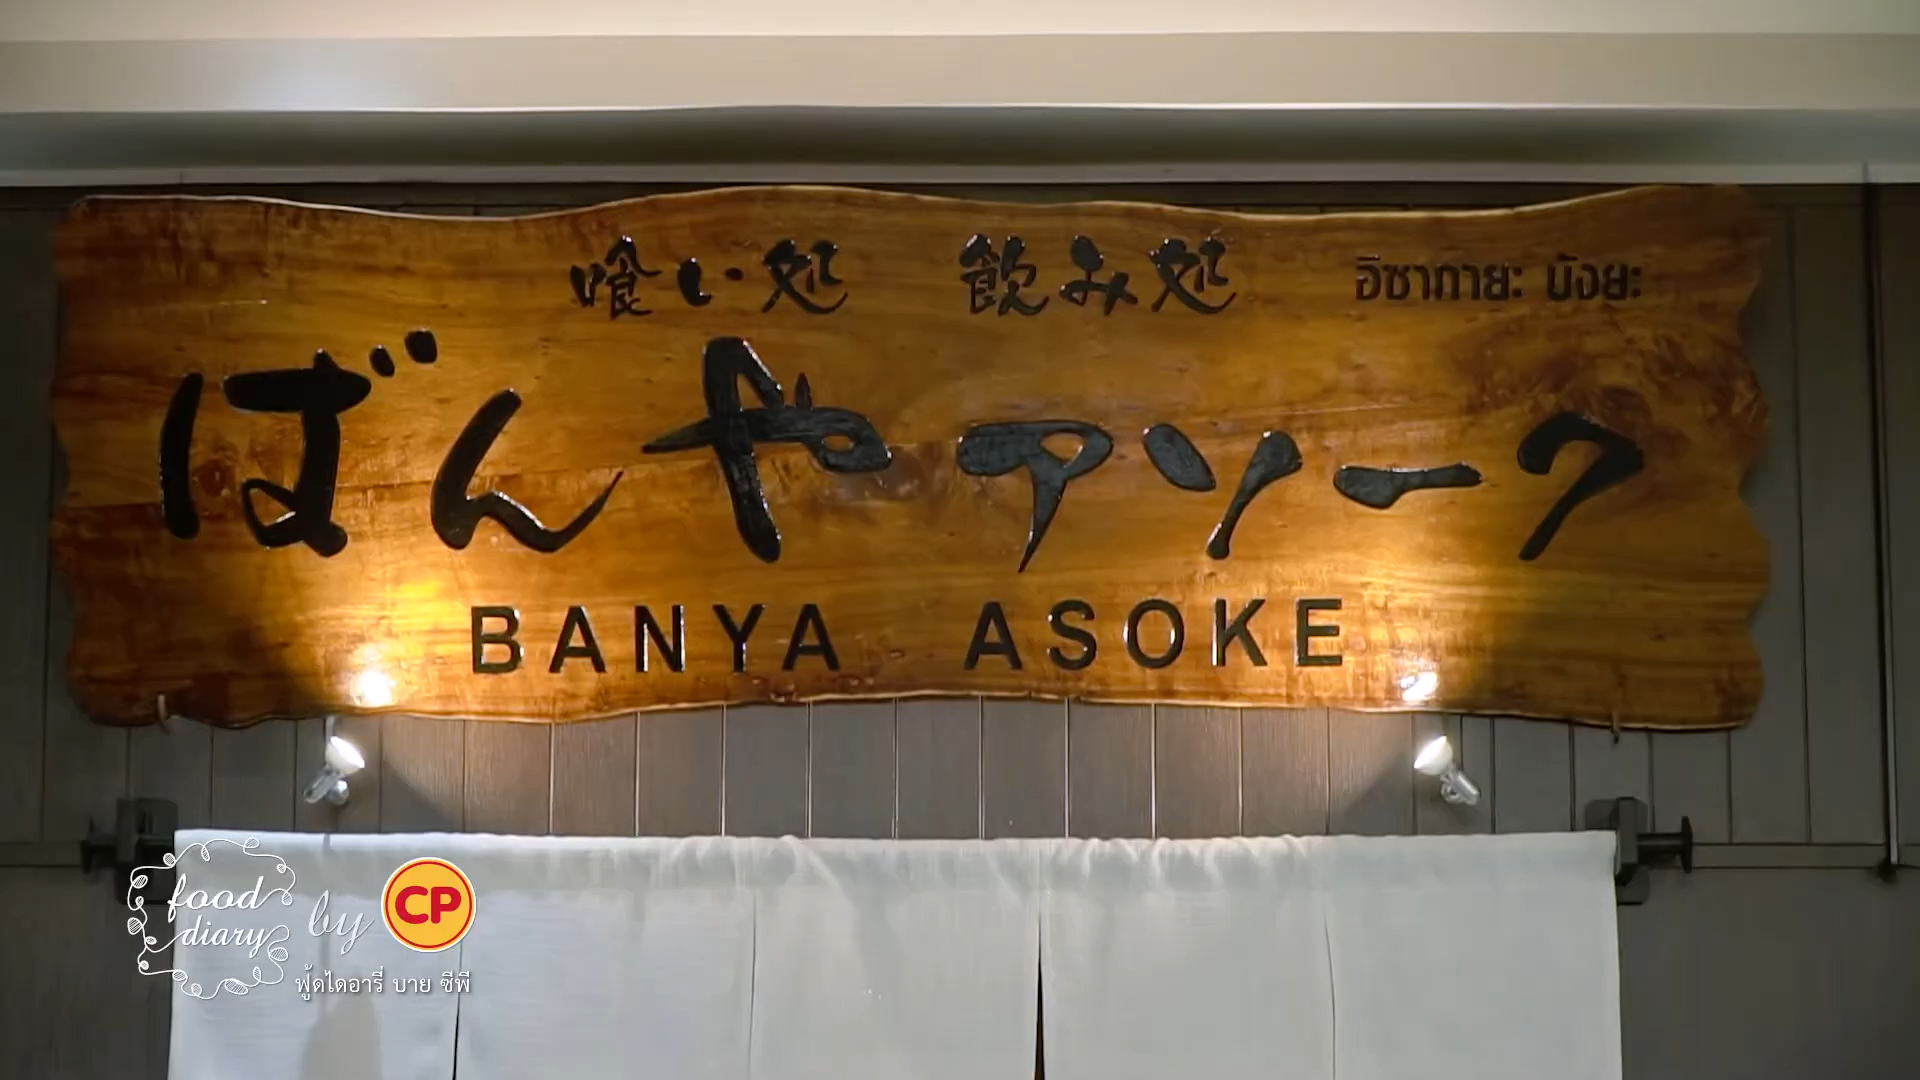 喰い処 飲み処 อิซากายะ บังยะ
ばんやアソーク
BANYA ASOKE
food diary by CP
ฟู้ดไดอารี่ บาย ซีพี